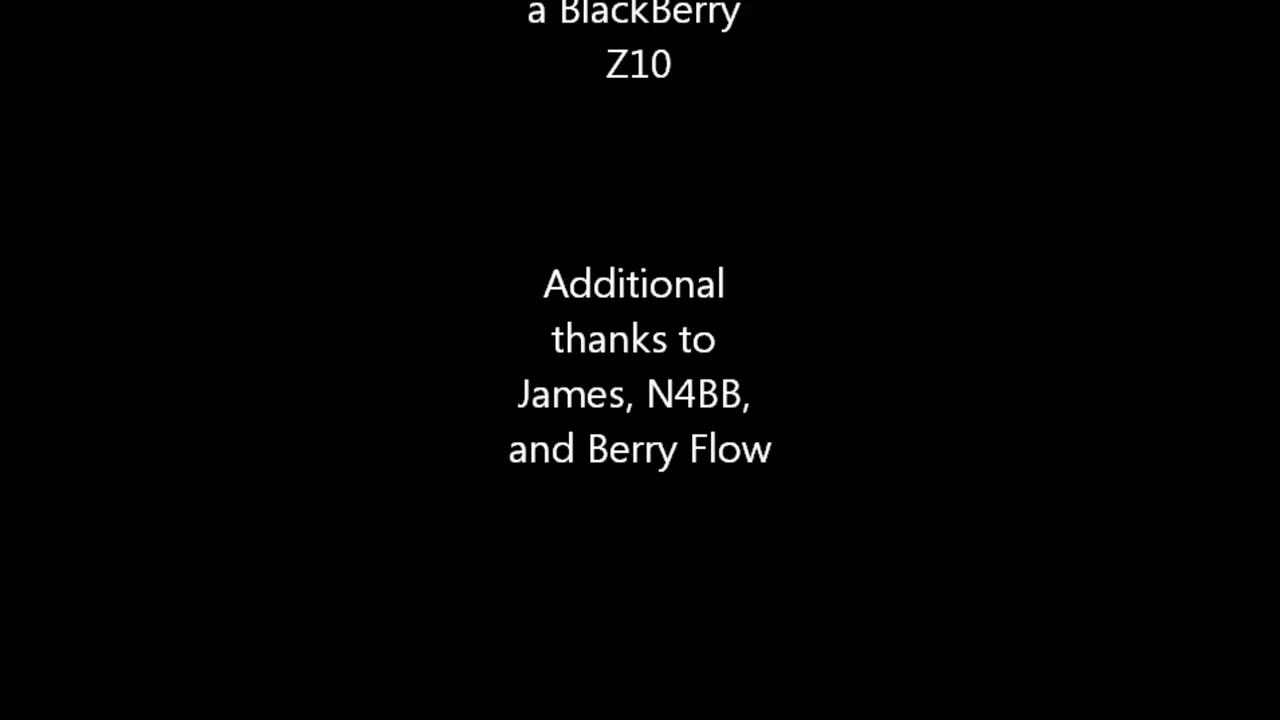 a BlackBerry
Z10
Additional
thanks to
James, N4BB,
and Berry Flow